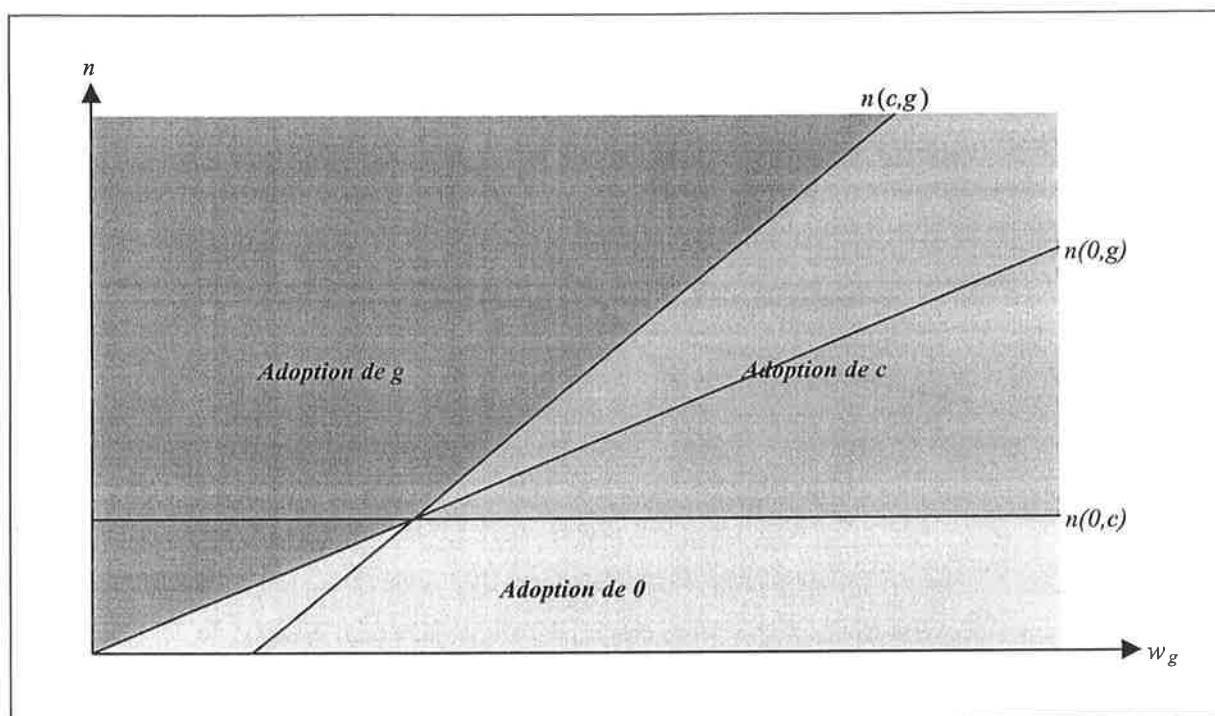 n
n(c,g)
n(0,g)
Adoption de g
Adoption de c
n(0,c)
Adoption de 0
w_g